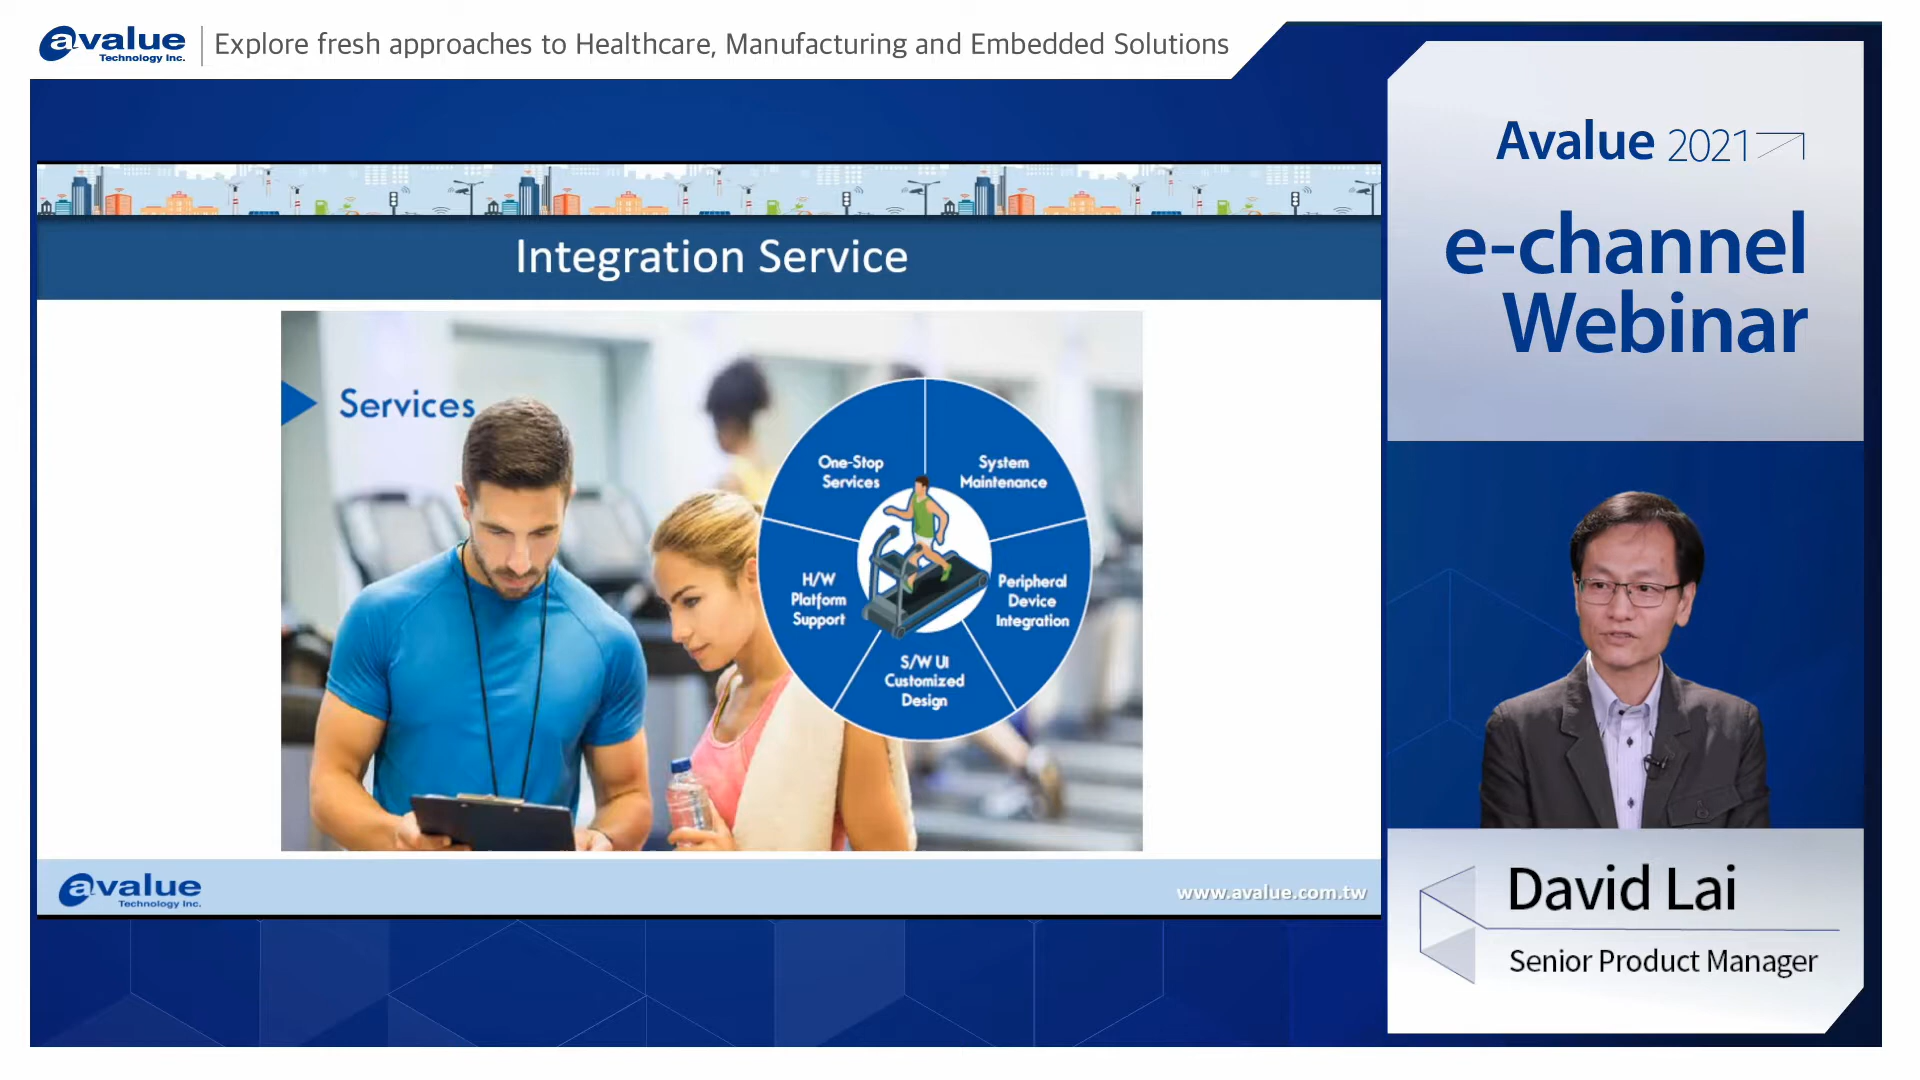 avalue
Technology Inc.
Explore fresh approaches to Healthcare, Manufacturing and Embedded Solutions
Avalue 2021
e-channel
Webinar
Integration Service
Services
One-Stop
Services
System
Maintenance
H/W
Platform
Support
Peripheral
Device
Integration
S/W UI
Customized
Design
avalue
Technology Inc.
www.avalue.com.tw
David Lai
Senior Product Manager